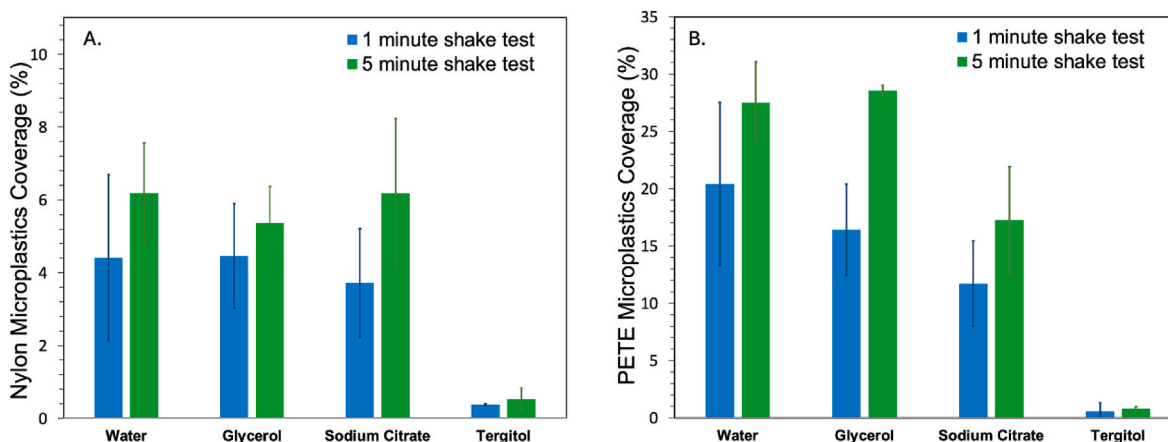 A.
1 minute shake test
5 minute shake test
Nylon Microplastics Coverage (%)
10
8
6
4
2
0
Water Glycerol Sodium Citrate Tergitol
B.
1 minute shake test
5 minute shake test
PETE Microplastics Coverage (%)
35
30
25
20
15
10
5
0
Water Glycerol Sodium Citrate Tergitol